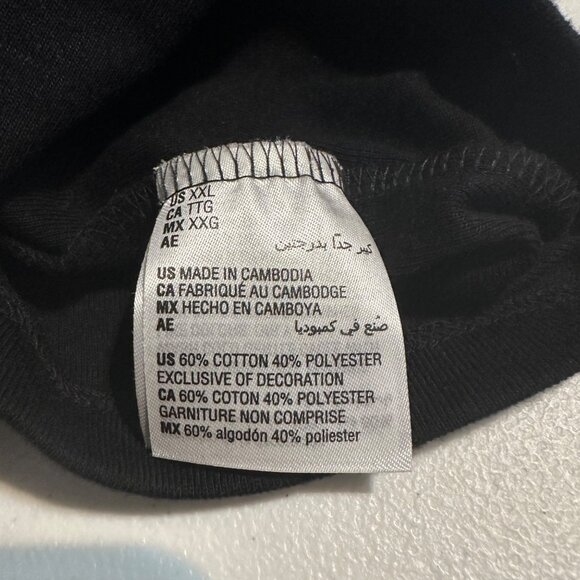 US XXL
CA TTG
MX XXG
AE كبير جداً بدرجتين
US MADE IN CAMBODIA
CA FABRIQUÉ AU CAMBODGE
MX HECHO EN CAMBOYA
AE صُنع في كمبوديا
US 60% COTTON 40% POLYESTER
EXCLUSIVE OF DECORATION
CA 60% COTON 40% POLYESTER
GARNITURE NON COMPRISE
MX 60% algodón 40% poliester